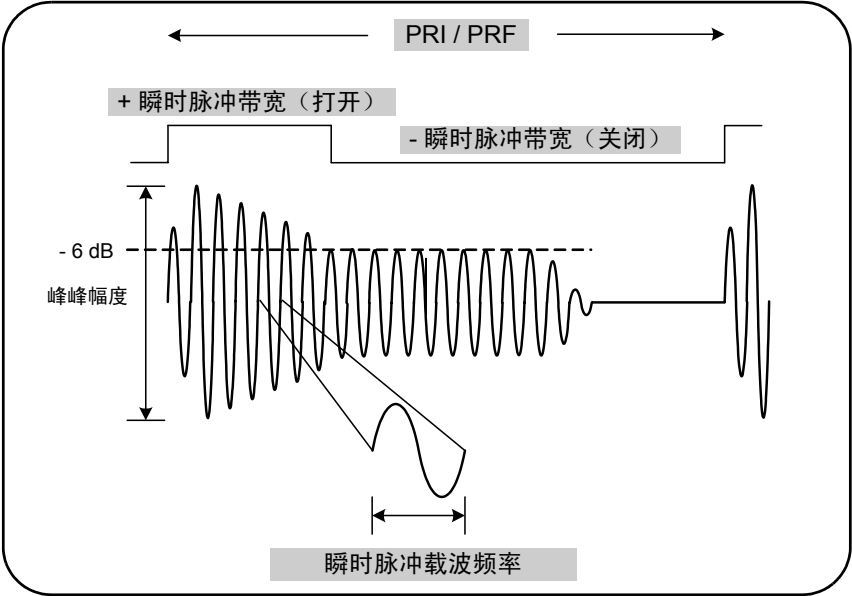 PRI / PRF
+ 瞬时脉冲带宽（打开）
- 瞬时脉冲带宽（关闭）
- 6 dB
峰峰幅度
瞬时脉冲载波频率